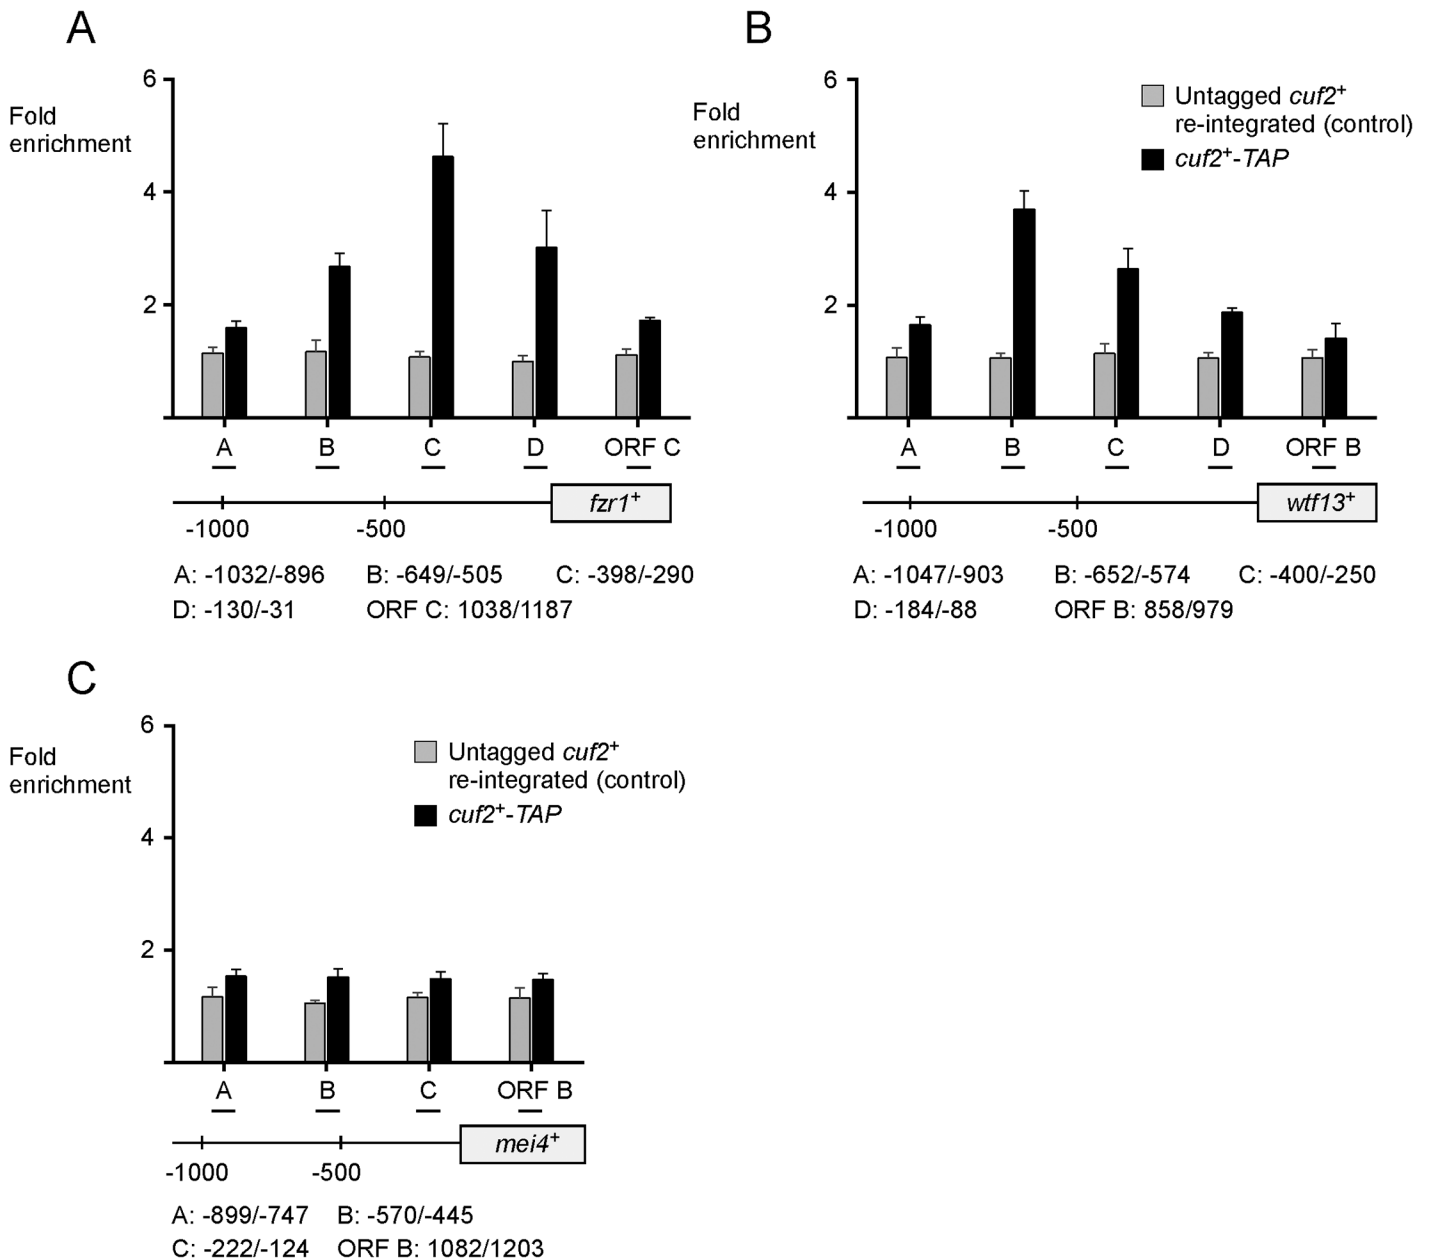 A
Fold
enrichment
6
4
2
A B C D ORF C
fzr1+
-1000 -500
A: -1032/-896 B: -649/-505 C: -398/-290
D: -130/-31 ORF C: 1038/1187
B
Fold
enrichment
6
4
2
Untagged cuf2+
re-integrated (control)
cuf2+-TAP
A B C D ORF B
wtf13+
-1000 -500
A: -1047/-903 B: -652/-574 C: -400/-250
D: -184/-88 ORF B: 858/979
C
Fold
enrichment
6
4
2
Untagged cuf2+
re-integrated (control)
cuf2+-TAP
A B C ORF B
mei4+
-1000 -500
A: -899/-747 B: -570/-445
C: -222/-124 ORF B: 1082/1203